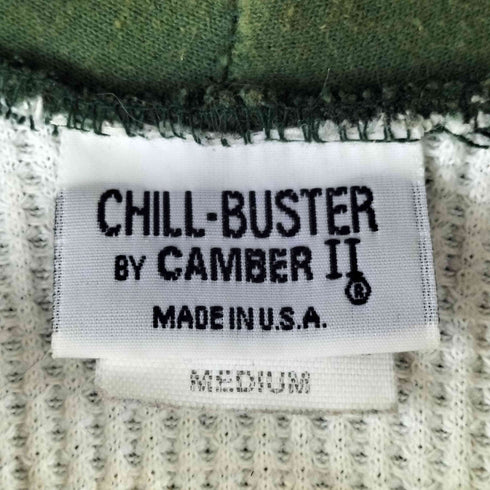 CHILL-BUSTER
BY CAMBER II®
MADE IN U.S.A.
MEDIUM